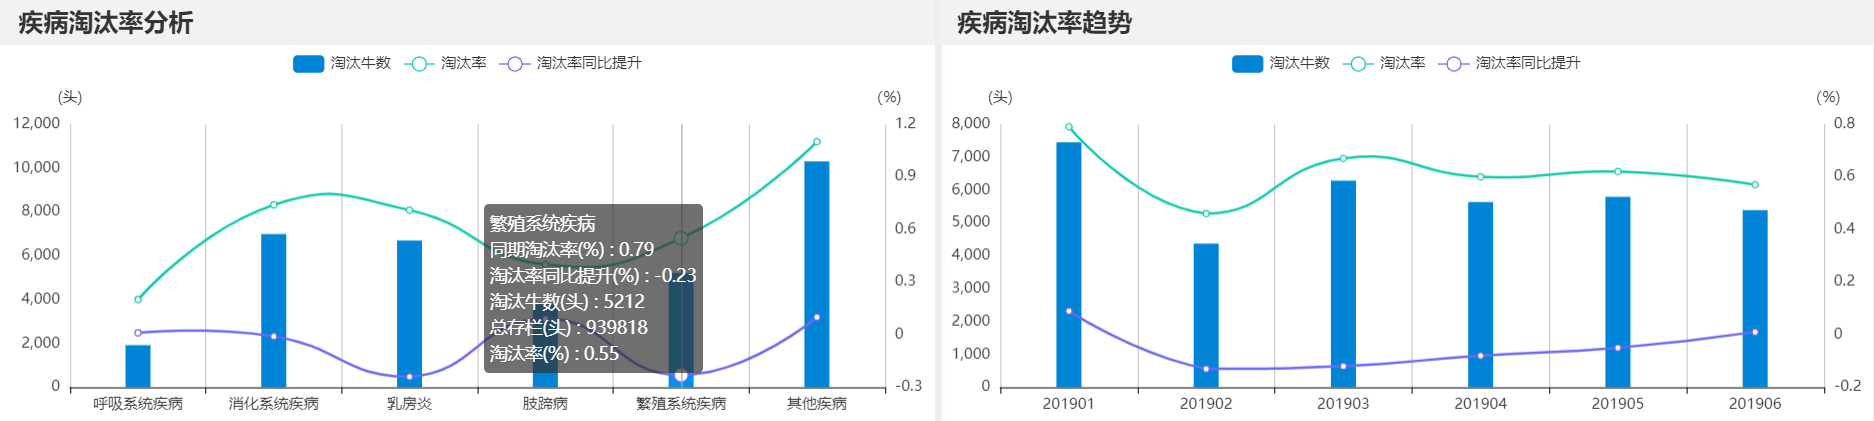 疾病淘汰率分析
淘汰牛数 淘汰率 淘汰率同比提升
(头) (%)
12,000 1.2
10,000 0.9
8,000
6,000 0.6
4,000 0.3
2,000 0
0 -0.3
繁殖系统疾病
同期淘汰率(%) : 0.79
淘汰率同比提升(%) : -0.23
淘汰牛数(头) : 5212
总存栏(头) : 939818
淘汰率(%) : 0.55
呼吸系统疾病 消化系统疾病 乳房炎 肢蹄病 繁殖系统疾病 其他疾病
疾病淘汰率趋势
淘汰牛数 淘汰率 淘汰率同比提升
(头) (%)
8,000 0.8
7,000
6,000 0.6
5,000 0.4
4,000
3,000 0.2
2,000 0
1,000
0 -0.2
201901 201902 201903 201904 201905 201906